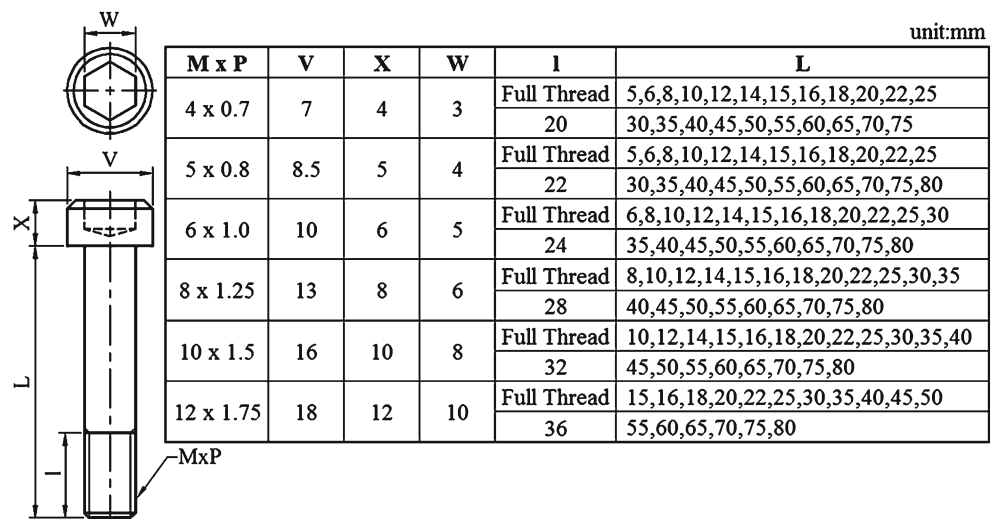 W
unit:mm
M x P V X W l L
4 x 0.7 7 4 3 Full Thread 5,6,8,10,12,14,15,16,18,20,22,25
20 30,35,40,45,50,55,60,65,70,75
5 x 0.8 8.5 5 4 Full Thread 5,6,8,10,12,14,15,16,18,20,22,25
22 30,35,40,45,50,55,60,65,70,75,80
6 x 1.0 10 6 5 Full Thread 6,8,10,12,14,15,16,18,20,22,25,30
24 35,40,45,50,55,60,65,70,75,80
8 x 1.25 13 8 6 Full Thread 8,10,12,14,15,16,18,20,22,25,30,35
28 40,45,50,55,60,65,70,75,80
10 x 1.5 16 10 8 Full Thread 10,12,14,15,16,18,20,22,25,30,35,40
32 45,50,55,60,65,70,75,80
12 x 1.75 18 12 10 Full Thread 15,16,18,20,22,25,30,35,40,45,50
36 55,60,65,70,75,80
V
X
L
l
MxP